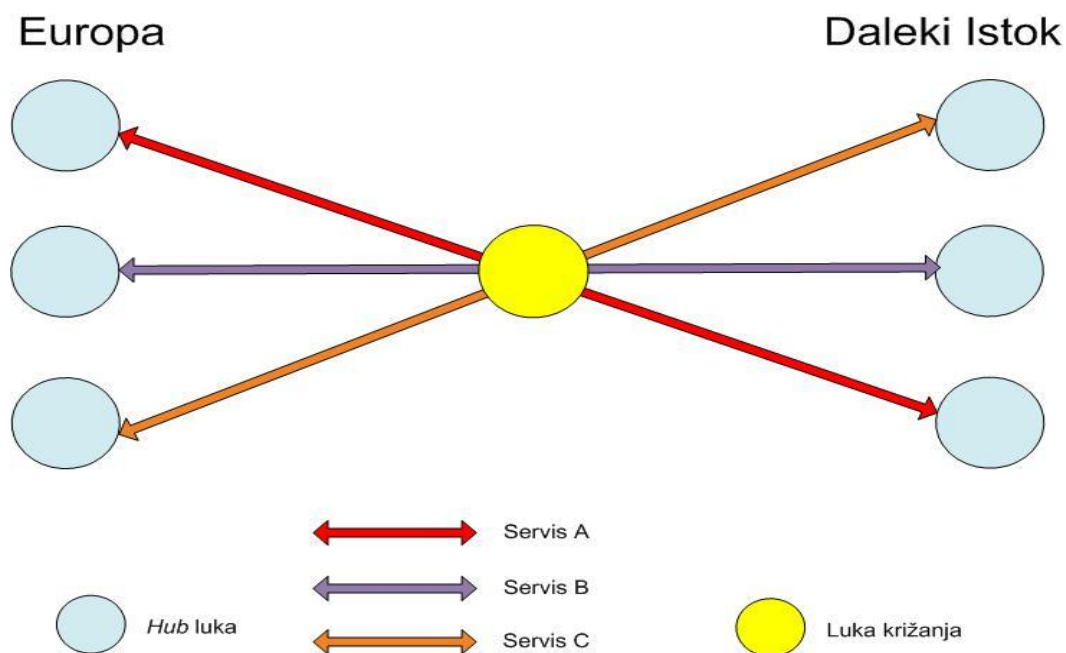 Europa
Daleki Istok
Servis A
Servis B
Hub luka
Servis C
Luka križanja